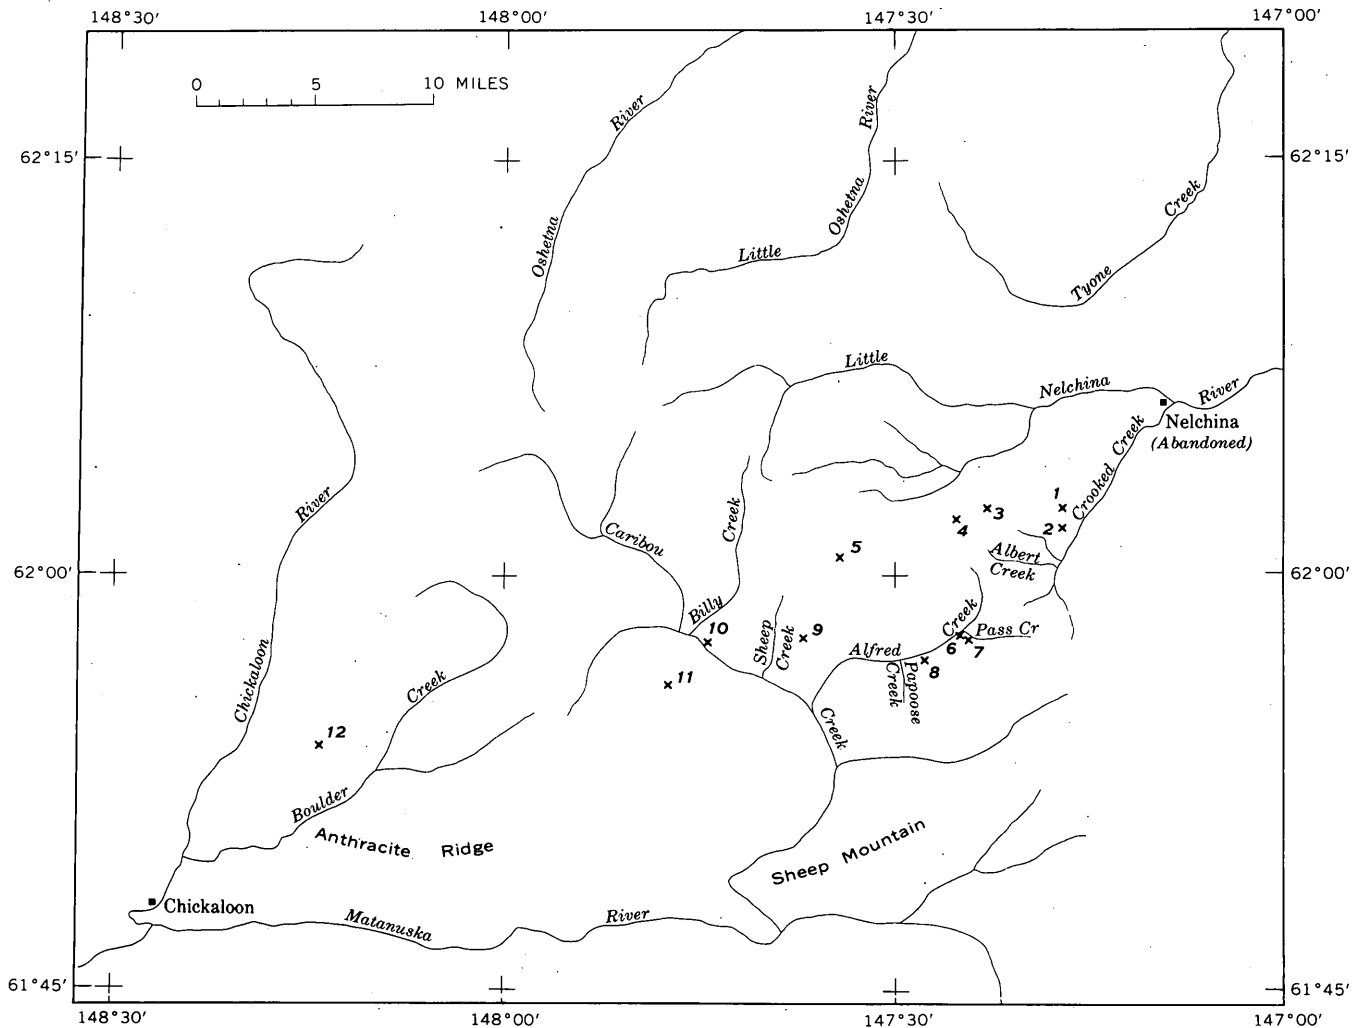 148°30′
148°00′
147°30′
147°00′
0
5
10 MILES
River
River
62°15′
62°15′
Oshetna
Oshetna
Creek
Little
Tyone
Little
Nelchina
River
Nelchina
(Abandoned)
Creek
Crooked
River
Creek
1
2
3
4
5
Caribou
Albert
Creek
62°00′
62°00′
Billy
10
Sheep
Creek
9
Creek
Pass Cr
6
7
Alfred
8
Papoose
Creek
11
Chickaloon
Creek
Creek
12
Boulder
Anthracite Ridge
Sheep Mountain
Chickaloon
Matanuska
River
61°45′
61°45′
148°30′
148°00′
147°30′
147°00′